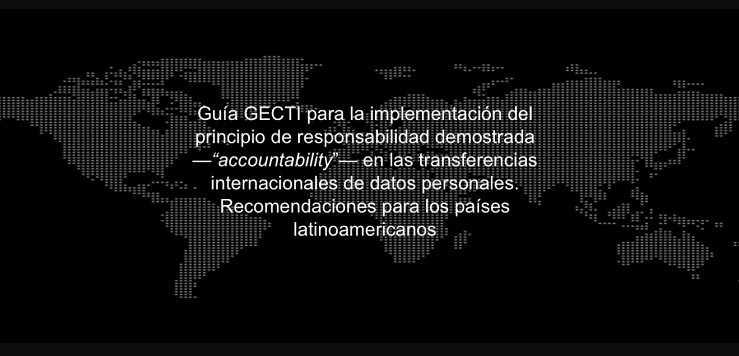 Guía GECTI para la implementación del
principio de responsabilidad demostrada
—“accountability”— en las transferencias
internacionales de datos personales.
Recomendaciones para los países
latinoamericanos